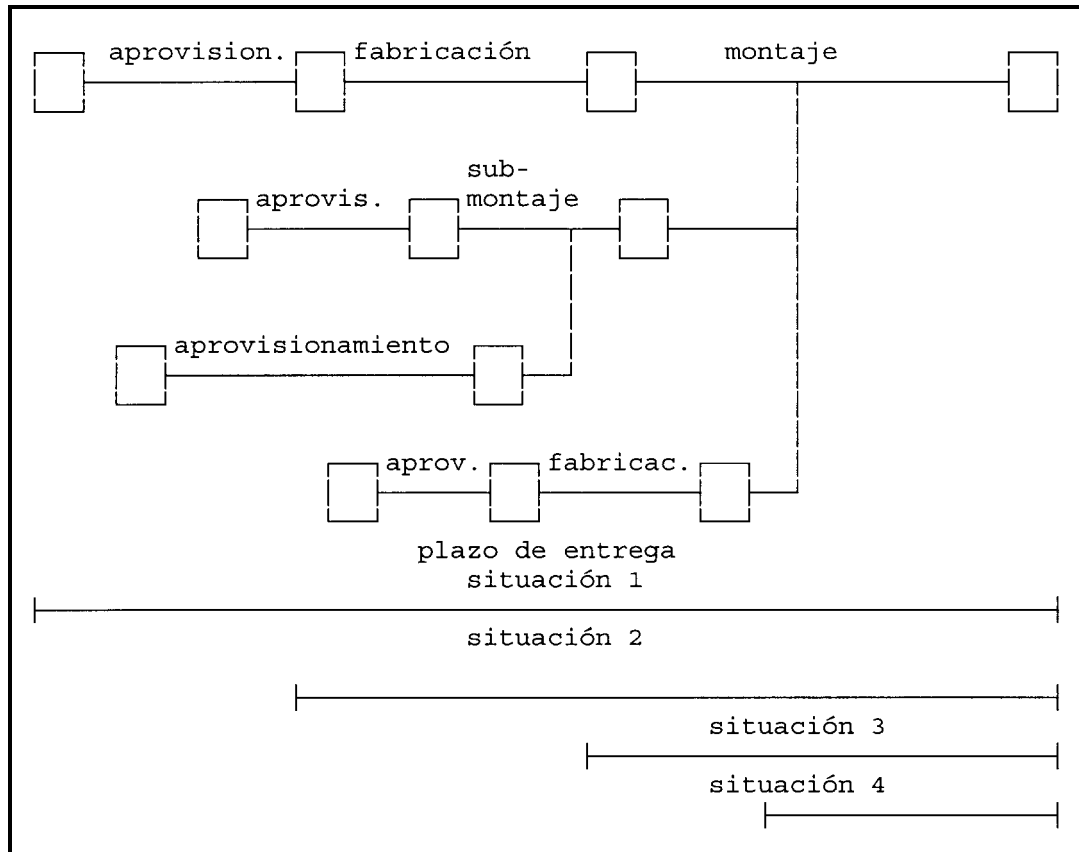 aprovision.
fabricación
montaje
aprovis.
sub-
montaje
aprovisionamiento
aprov.
fabricac.
plazo de entrega
situación 1
situación 2
situación 3
situación 4